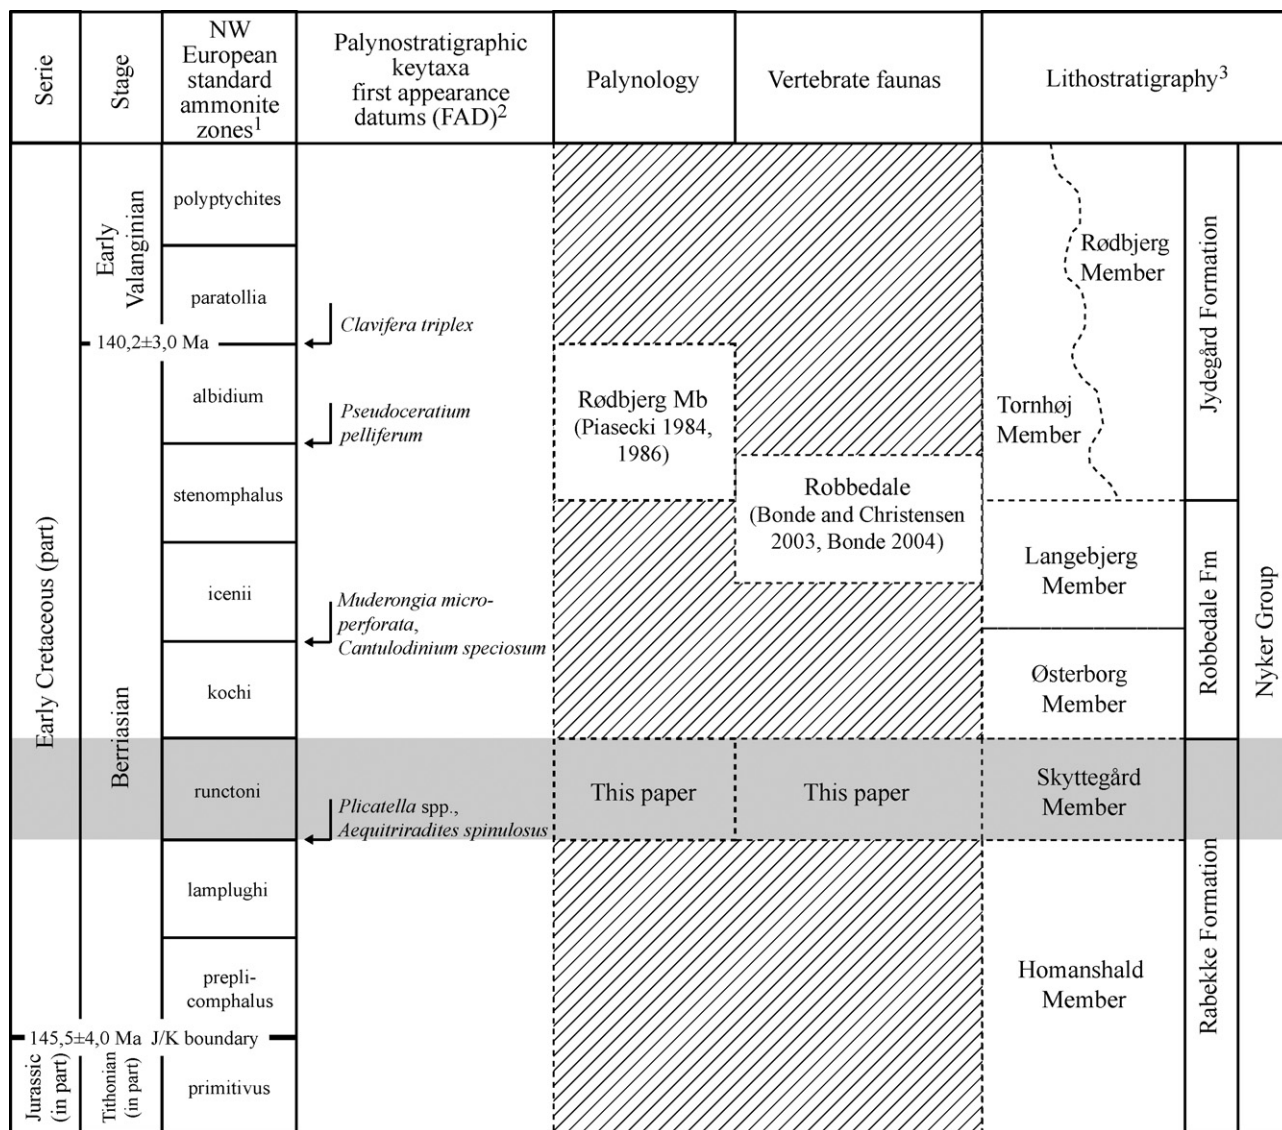 Serie
Stage
NW
European
standard
ammonite
zones1
Palynostratigraphic
keytaxa
first appearance
datums (FAD)2
Palynology
Vertebrate faunas
Lithostratigraphy3
Early Cretaceous (part)
Jurassic
(in part)
Early
Valanginian
140,2±3,0 Ma
Berriasian
145,5±4,0 Ma J/K boundary
Tithonian
(in part)
polyptychites
paratollia
albidium
stenomphalus
icenii
kochi
runctoni
lamplughi
prepli-
comphalus
primitivus
Clavifera triplex
Pseudoceratium
pelliferum
Muderongia micro-
perforata,
Cantulodinium speciosum
Plicatella spp.,
Aequitriradites spinulosus
Rødbjerg Mb
(Piasecki 1984,
1986)
This paper
Robbedale
(Bonde and Christensen
2003, Bonde 2004)
This paper
Rødbjerg
Member
Tornhøj
Member
Langebjerg
Member
Østerborg
Member
Skyttegård
Member
Homanshald
Member
Jydegård Formation
Robbedale Fm
Rabekke Formation
Nyker Group